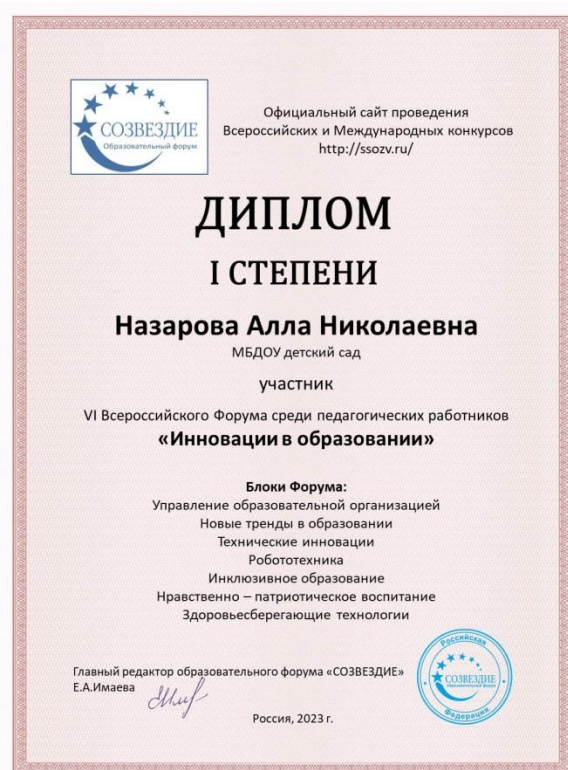 СОЗВЕЗДИЕ
Образовательный форум
Официальный сайт проведения
Всероссийских и Международных конкурсов
http://ssozv.ru/
ДИПЛОМ
I СТЕПЕНИ
Назарова Алла Николаевна
МБДОУ детский сад
участник
VI Всероссийского Форума среди педагогических работников
«Инновации в образовании»
Блоки Форума:
Управление образовательной организацией
Новые тренды в образовании
Технические инновации
Робототехника
Инклюзивное образование
Нравственно – патриотическое воспитание
Здоровьесберегающие технологии
Главный редактор образовательного форума «СОЗВЕЗДИЕ»
Е.А.Имаева
Российская
СОЗВЕЗДИЕ
образовательный форум
Федерация
Россия, 2023 г.